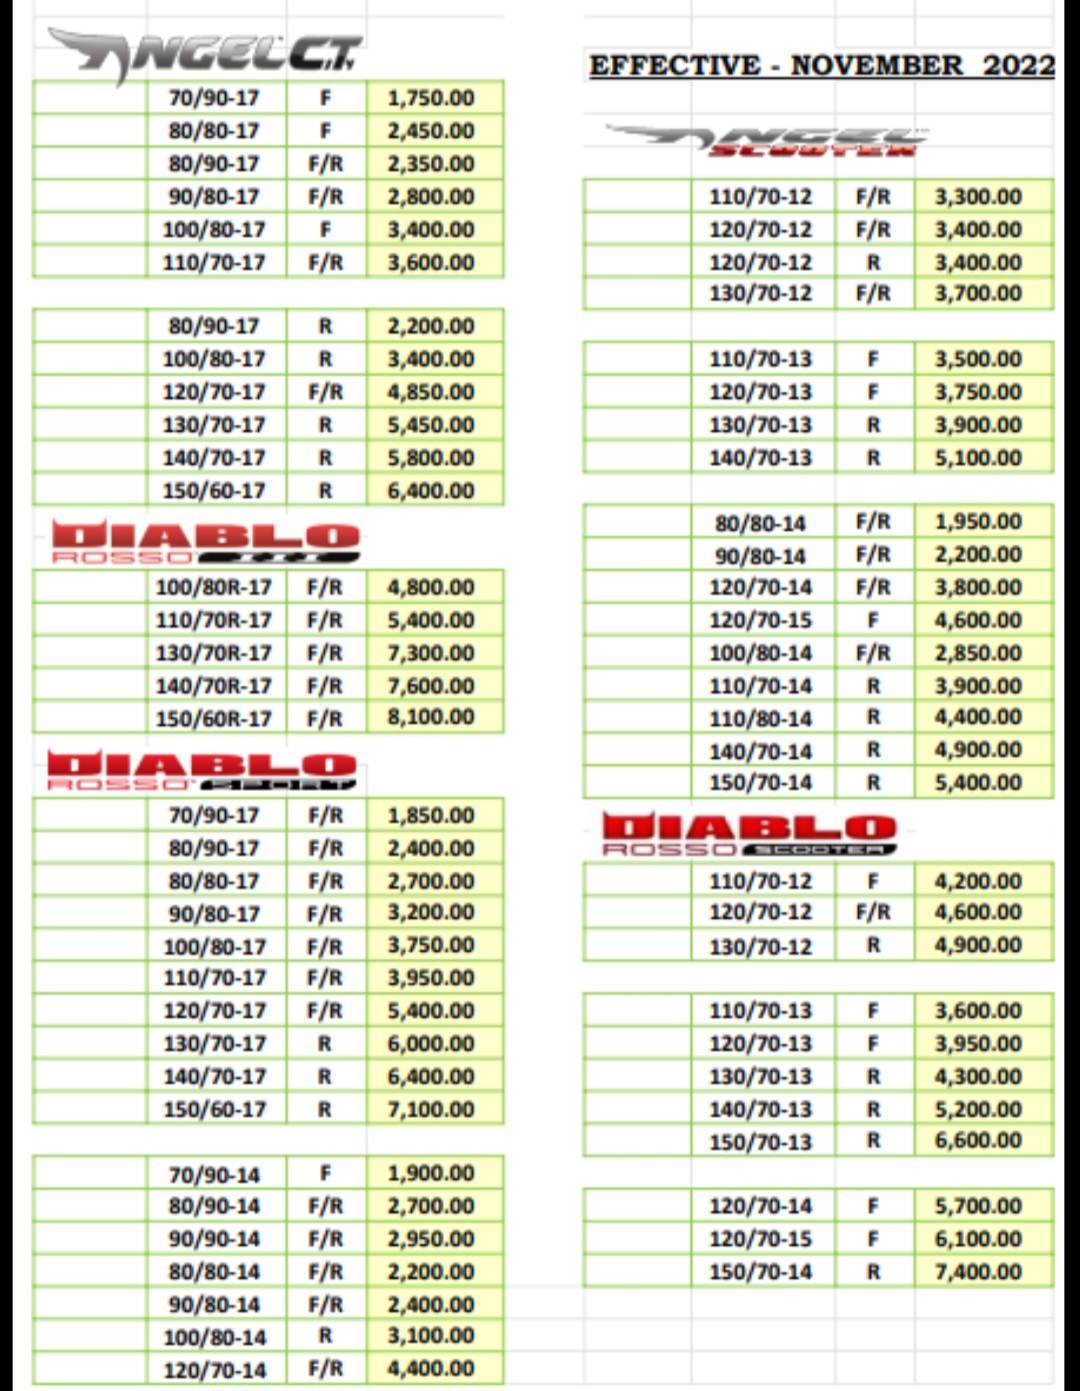 ANGEL C.T.
70/90-17 F 1,750.00
80/80-17 F 2,450.00
80/90-17 F/R 2,350.00
90/80-17 F/R 2,800.00
100/80-17 F 3,400.00
110/70-17 F/R 3,600.00
80/90-17 R 2,200.00
100/80-17 R 3,400.00
120/70-17 F/R 4,850.00
130/70-17 R 5,450.00
140/70-17 R 5,800.00
150/60-17 R 6,400.00
DIABLO
ROSSO
100/80R-17 F/R 4,800.00
110/70R-17 F/R 5,400.00
130/70R-17 F/R 7,300.00
140/70R-17 F/R 7,600.00
150/60R-17 F/R 8,100.00
DIABLO
ROSSO SPORT
70/90-17 F/R 1,850.00
80/90-17 F/R 2,400.00
80/80-17 F/R 2,700.00
90/80-17 F/R 3,200.00
100/80-17 F/R 3,750.00
110/70-17 F/R 3,950.00
120/70-17 F/R 5,400.00
130/70-17 R 6,000.00
140/70-17 R 6,400.00
150/60-17 R 7,100.00
70/90-14 F 1,900.00
80/90-14 F/R 2,700.00
90/90-14 F/R 2,950.00
80/80-14 F/R 2,200.00
90/80-14 F/R 2,400.00
100/80-14 R 3,100.00
120/70-14 F/R 4,400.00
EFFECTIVE - NOVEMBER 2022
ANGEL
SCOOTER
110/70-12 F/R 3,300.00
120/70-12 F/R 3,400.00
120/70-12 R 3,400.00
130/70-12 F/R 3,700.00
110/70-13 F 3,500.00
120/70-13 F 3,750.00
130/70-13 R 3,900.00
140/70-13 R 5,100.00
80/80-14 F/R 1,950.00
90/80-14 F/R 2,200.00
120/70-14 F/R 3,800.00
120/70-15 F 4,600.00
100/80-14 F/R 2,850.00
110/70-14 R 3,900.00
110/80-14 R 4,400.00
140/70-14 R 4,900.00
150/70-14 R 5,400.00
DIABLO
ROSSO SCOOTER
110/70-12 F 4,200.00
120/70-12 F/R 4,600.00
130/70-12 R 4,900.00
110/70-13 F 3,600.00
120/70-13 F 3,950.00
130/70-13 R 4,300.00
140/70-13 R 5,200.00
150/70-13 R 6,600.00
120/70-14 F 5,700.00
120/70-15 F 6,100.00
150/70-14 R 7,400.00